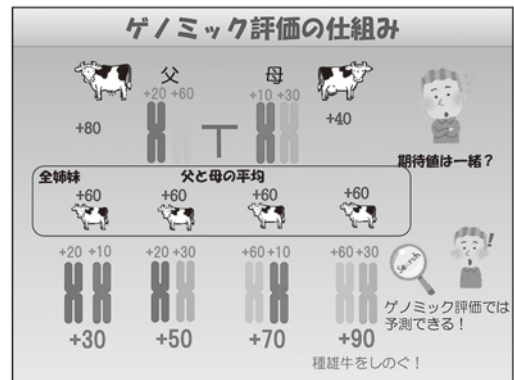 ゲノミック評価の仕組み
父 母
+20 +60 +10 +30
+80 +40
期待値は一緒?
全姉妹 父と母の平均
+60 +60 +60 +60
+20 +10 +20 +30 +60 +10 +60 +30
Search
ゲノミック評価では
予測できる!
+30 +50 +70 +90
種雄牛をしのぐ!